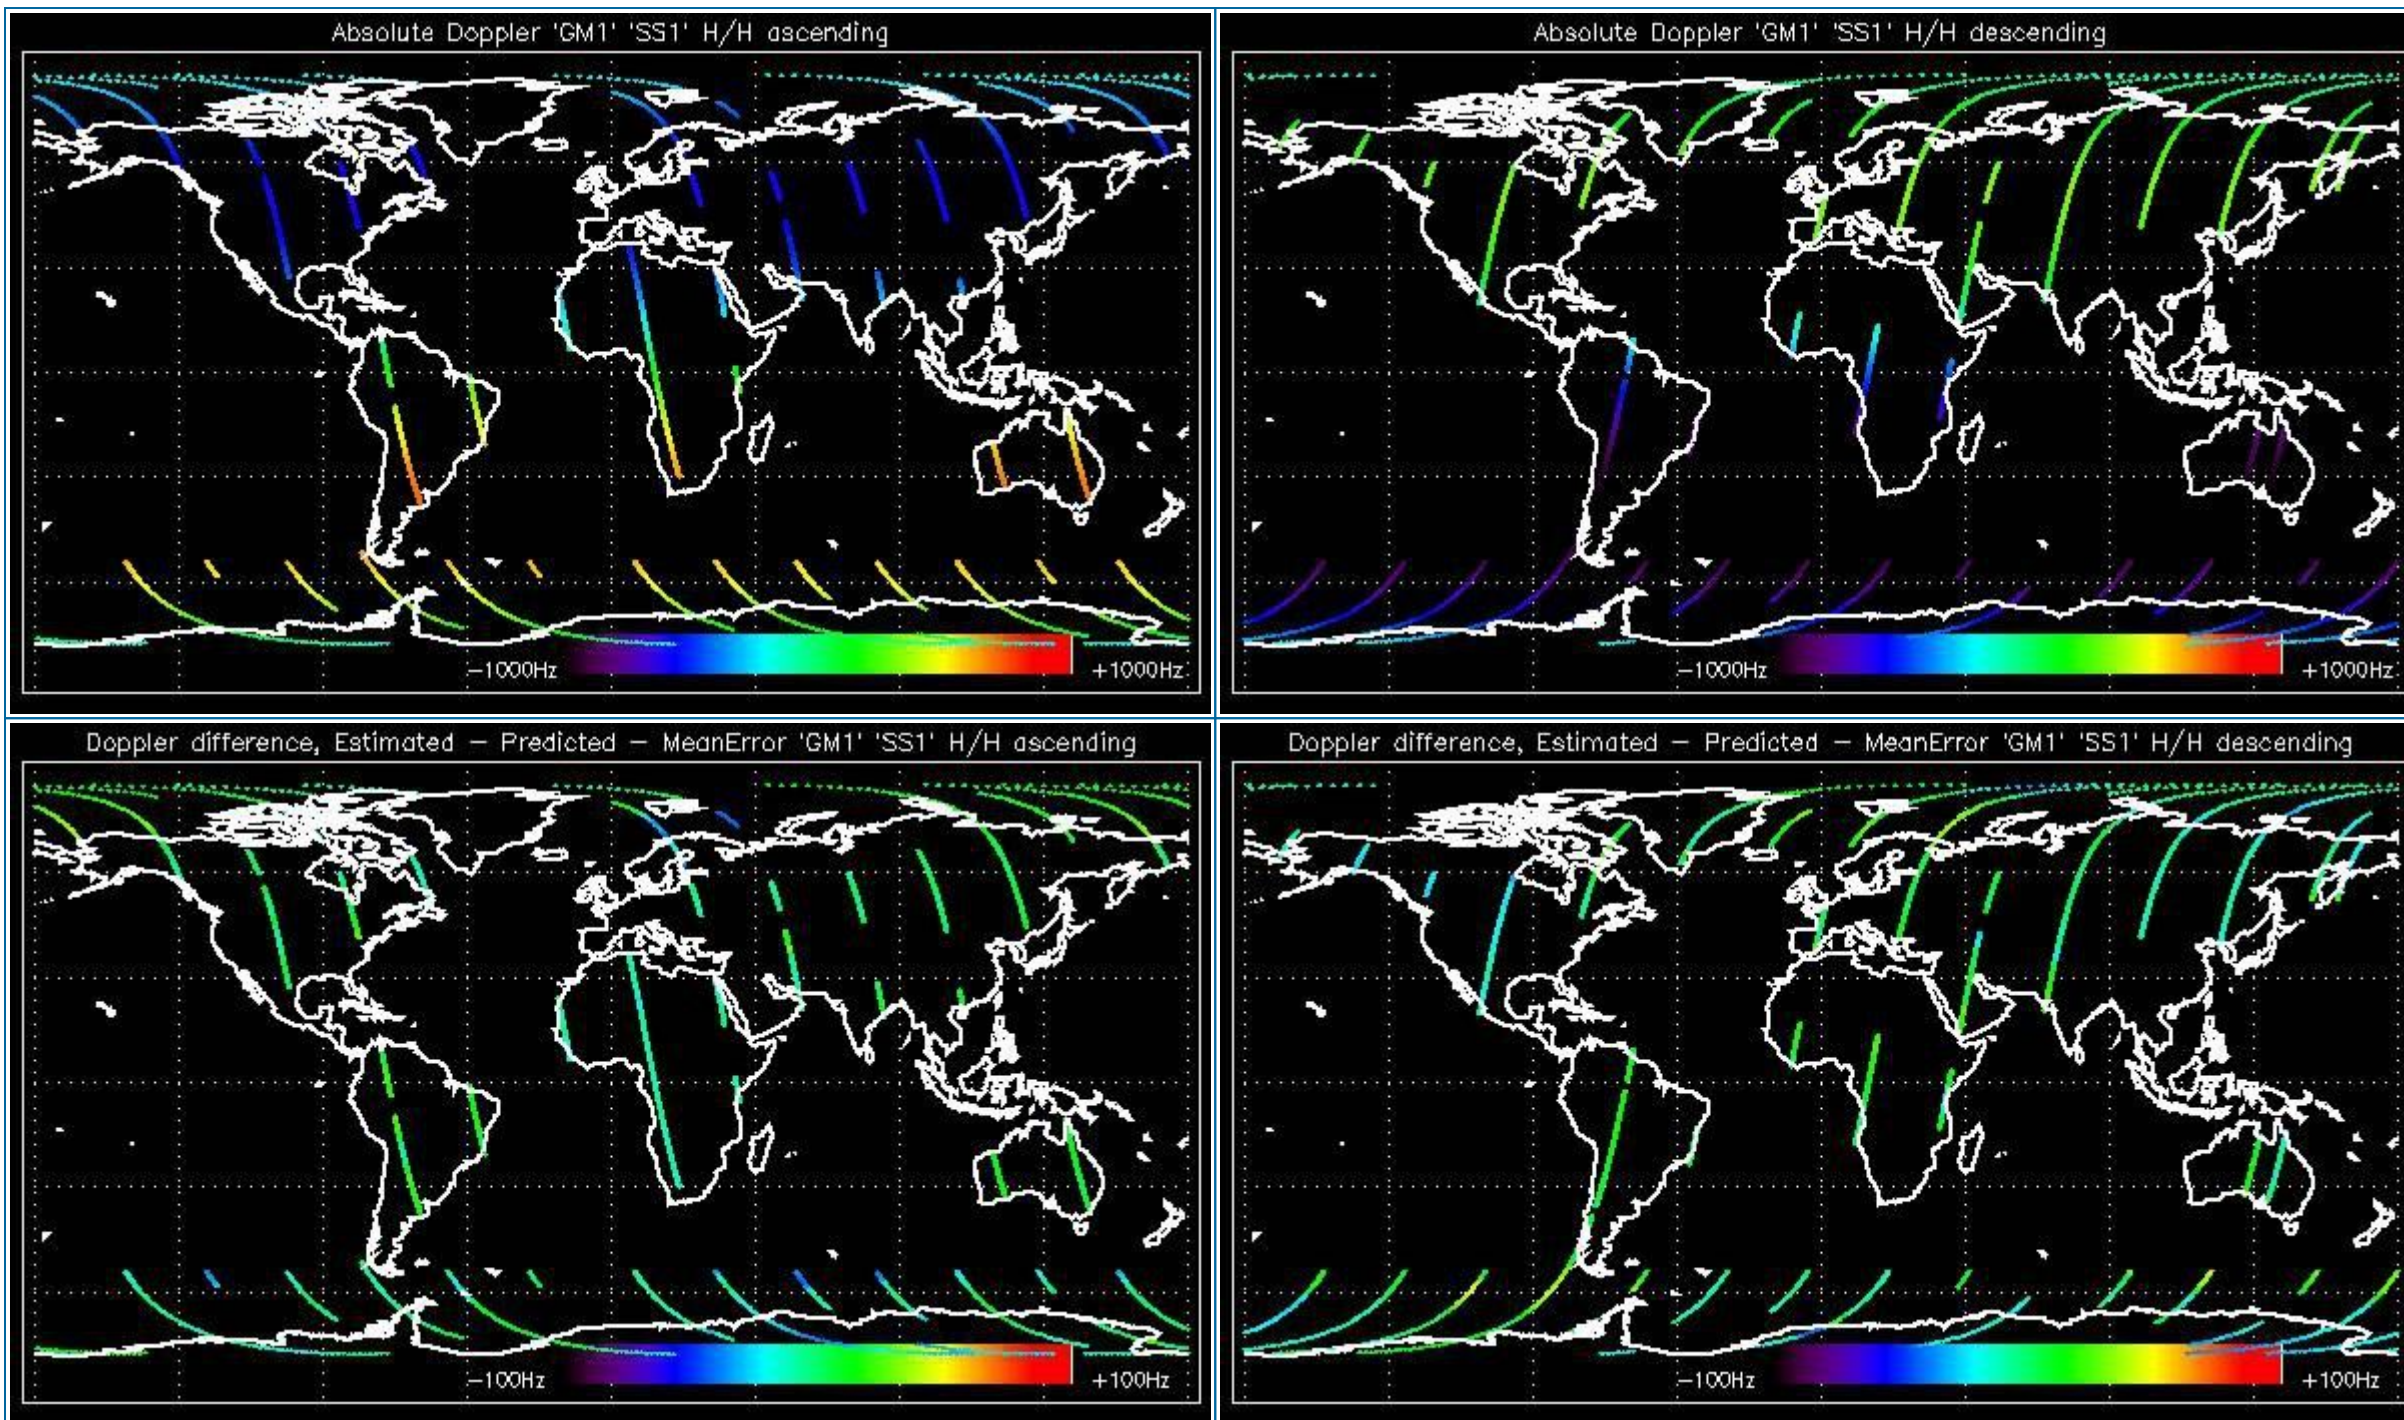 Absolute Doppler 'GM1' 'SS1' H/H ascending
−1000Hz
+1000Hz
Absolute Doppler 'GM1' 'SS1' H/H descending
−1000Hz
+1000Hz
Doppler difference, Estimated − Predicted − MeanError 'GM1' 'SS1' H/H ascending
−100Hz
+100Hz
Doppler difference, Estimated − Predicted − MeanError 'GM1' 'SS1' H/H descending
−100Hz
+100Hz